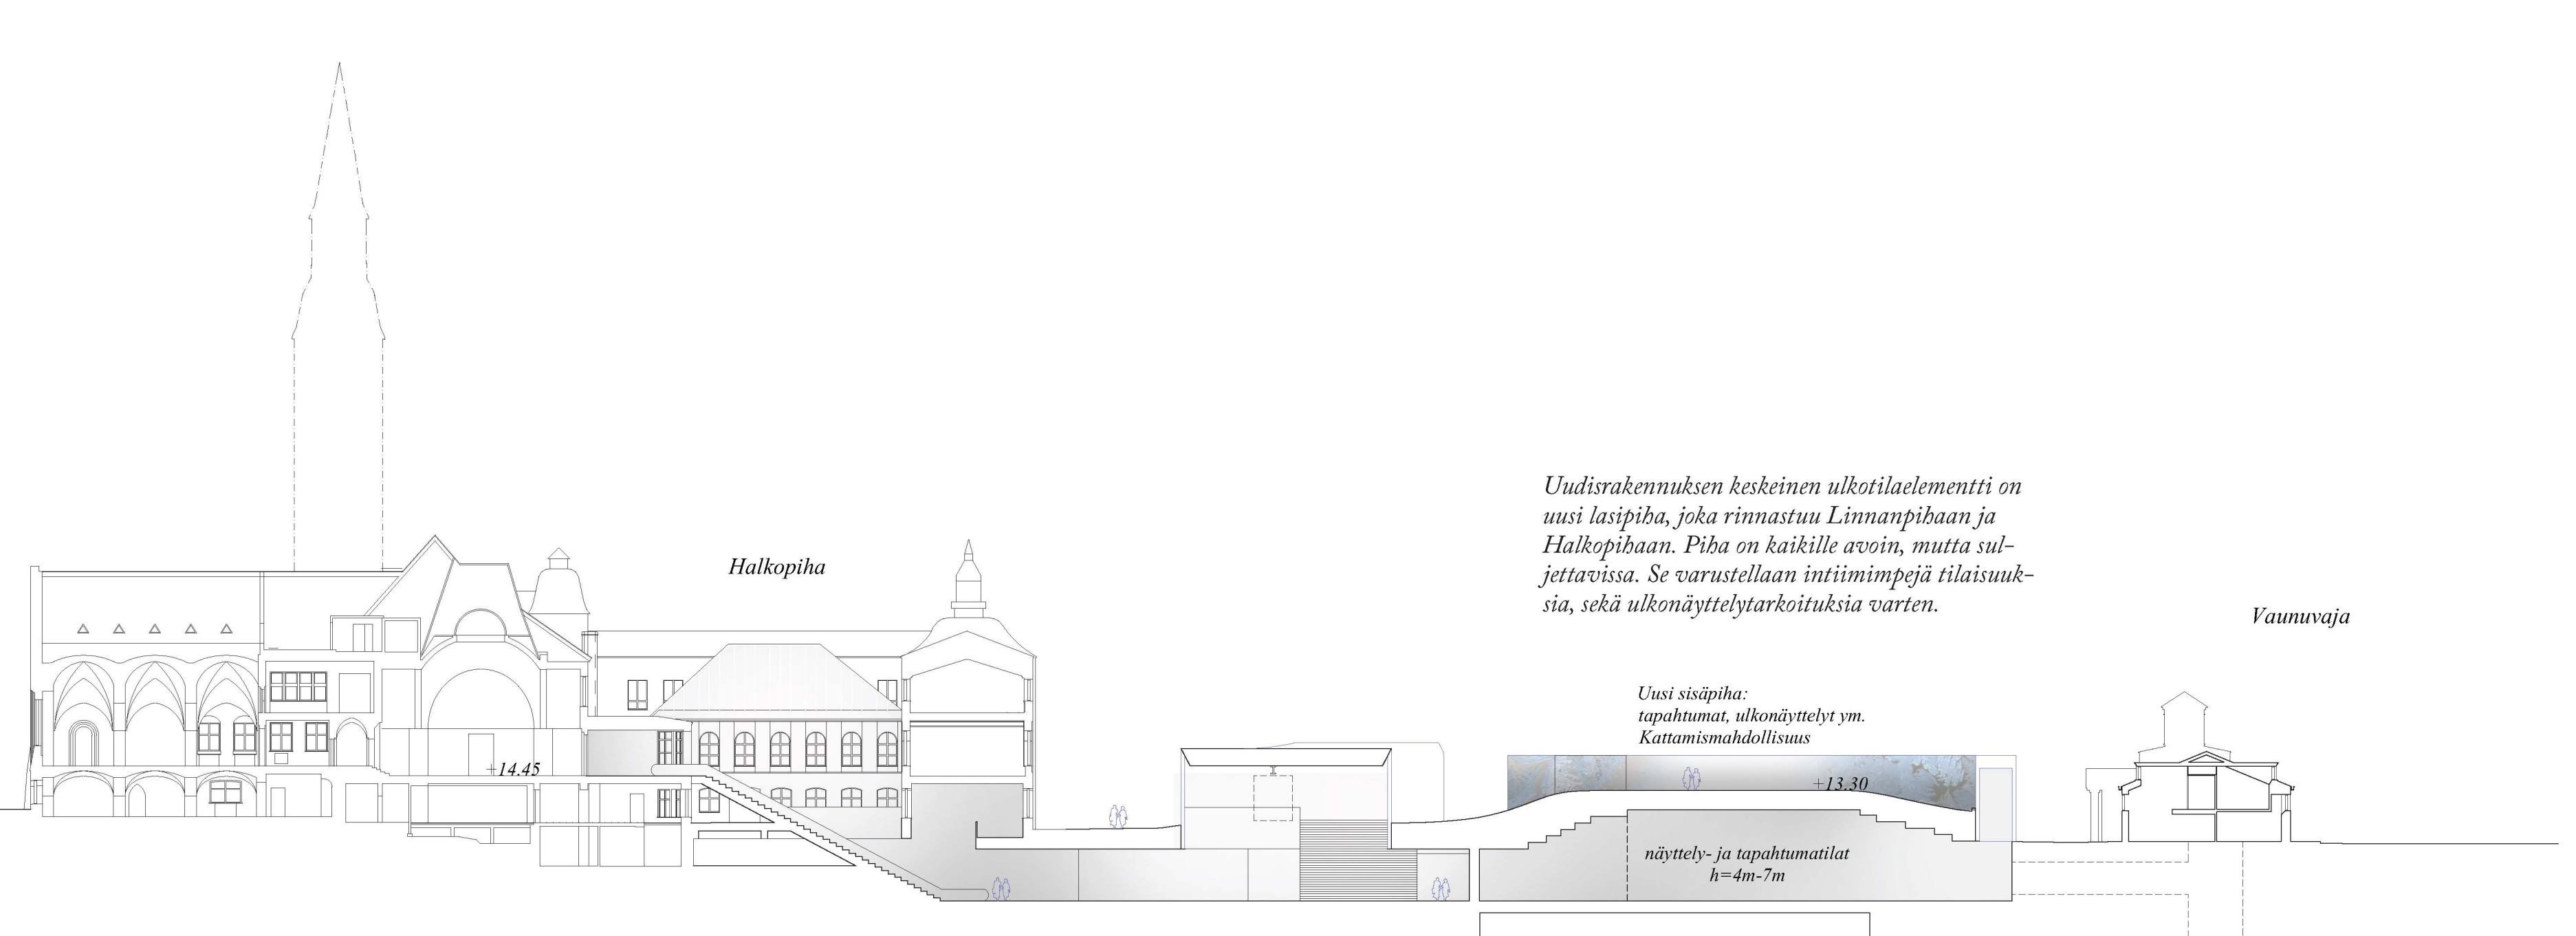 Uudisrakennuksen keskeinen ulkotilaelementti on
uusi lasipiha, joka rinnastuu Linnanpihaan ja
Halkopihaan. Piha on kaikille avoin, mutta sul-
jettavissa. Se varustellaan intiimimpejä tilaisuuk-
sia, sekä ulkonäyttelytarkoituksia varten.
Halkopiha
Vaunuvaja
Uusi sisäpiha:
tapahtumat, ulkonäyttelyt ym.
Kattamismahdollisuus
+14.45
+13.30
näyttely- ja tapahtumatilat
h=4m-7m